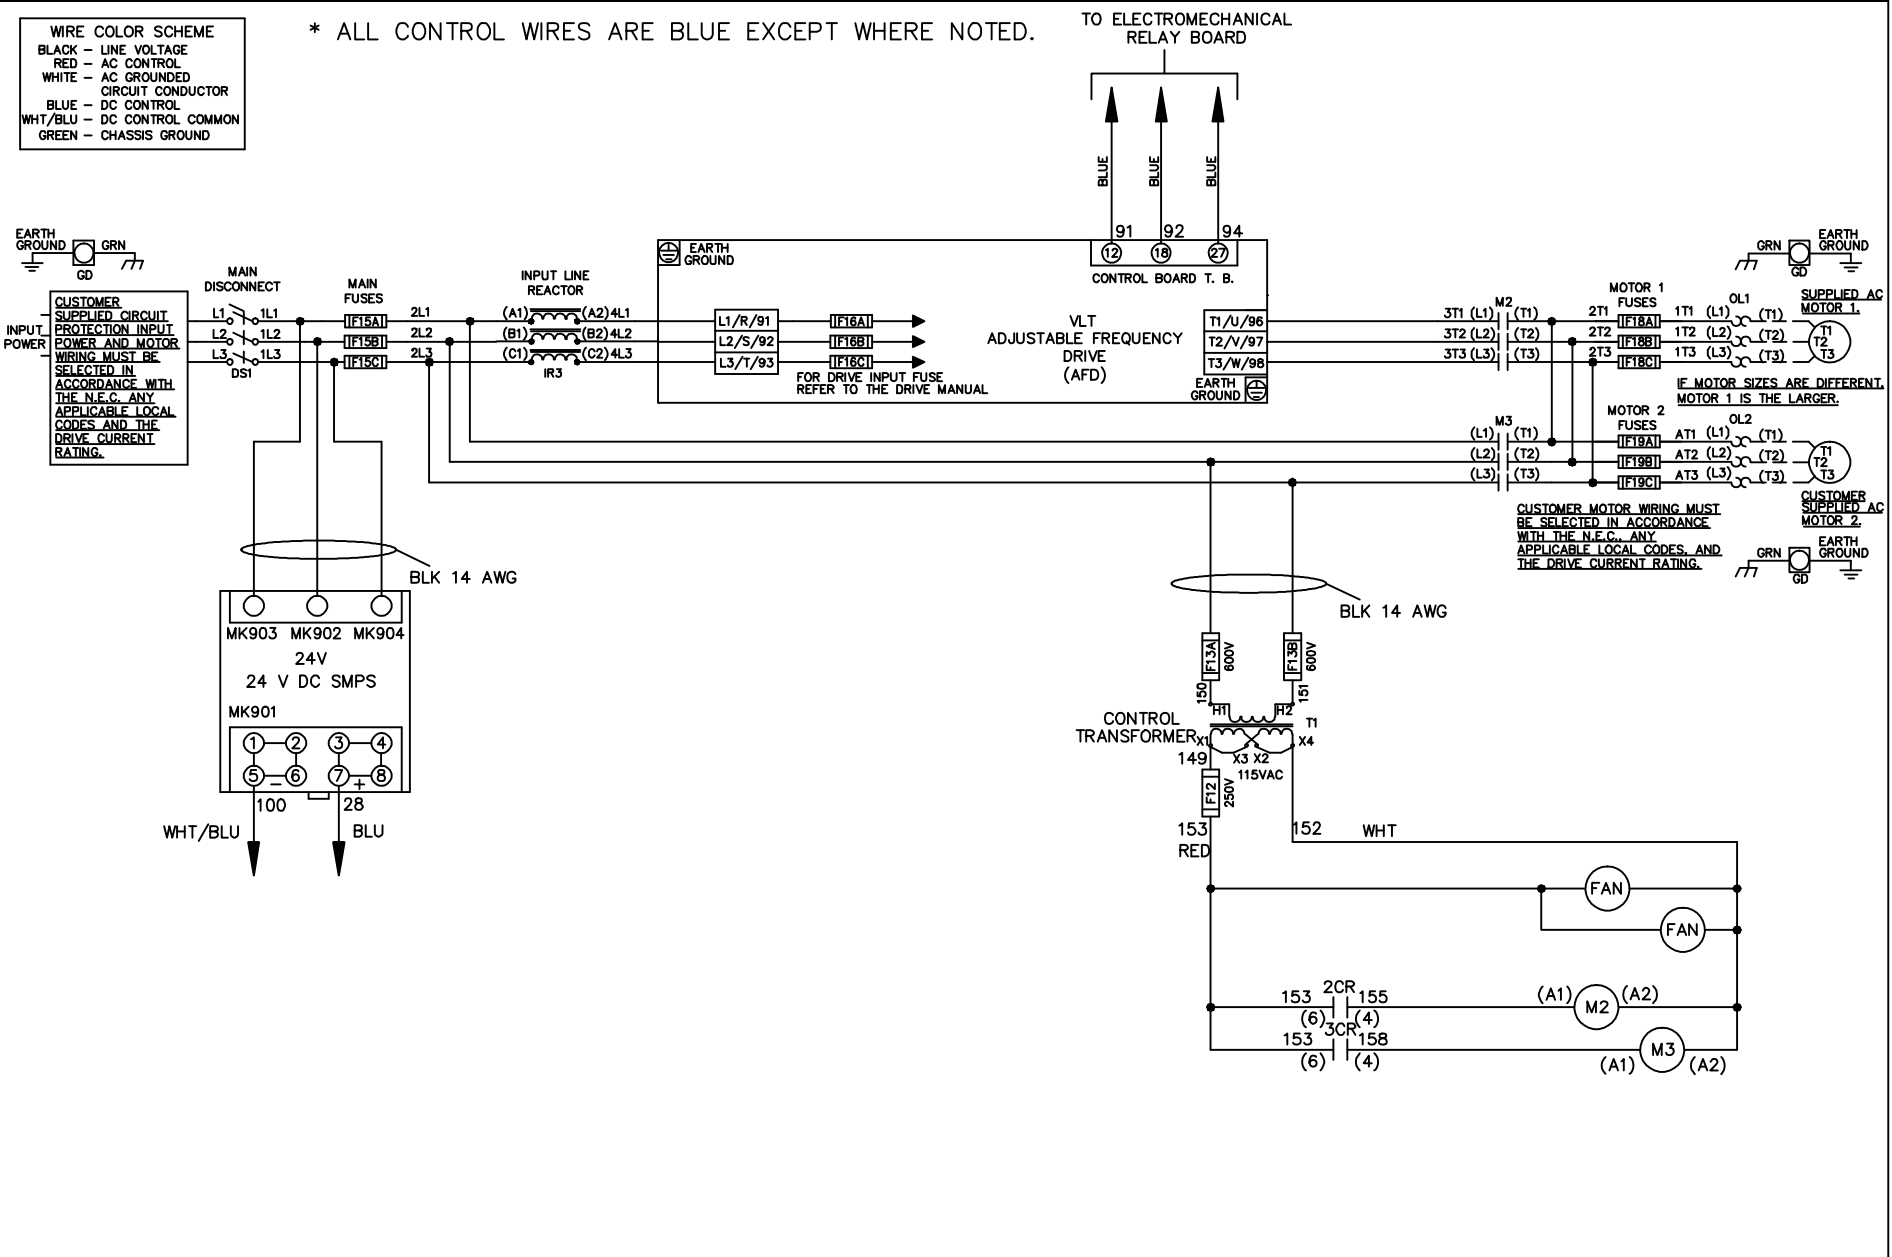 WIRE COLOR SCHEME
BLACK – LINE VOLTAGE
RED – AC CONTROL
WHITE – AC GROUNDED
CIRCUIT CONDUCTOR
BLUE – DC CONTROL
WHT/BLU – DC CONTROL COMMON
GREEN – CHASSIS GROUND
* ALL CONTROL WIRES ARE BLUE EXCEPT WHERE NOTED.
TO ELECTROMECHANICAL
RELAY BOARD
BLUE BLUE BLUE
91 92 94
12 18 27
CONTROL BOARD T. B.
EARTH
GROUND
GRN
GD
INPUT
POWER
CUSTOMER
SUPPLIED CIRCUIT
PROTECTION INPUT
POWER AND MOTOR
WIRING MUST BE
SELECTED IN
ACCORDANCE WITH
THE N.E.C. ANY
APPLICABLE LOCAL
CODES AND THE
DRIVE CURRENT
RATING.
MAIN
DISCONNECT
L1 1L1
L2 1L2
L3 1L3
DS1
MAIN
FUSES
F15A
F15B
F15C
2L1
2L2
2L3
INPUT LINE
REACTOR
(A1) (A2) 4L1
(B1) (B2) 4L2
(C1) (C2) 4L3
IR3
EARTH
GROUND
L1/R/91
L2/S/92
L3/T/93
F16A
F16B
F16C
FOR DRIVE INPUT FUSE
REFER TO THE DRIVE MANUAL
VLT
ADJUSTABLE FREQUENCY
DRIVE
(AFD)
T1/U/96
T2/V/97
T3/W/98
EARTH
GROUND
M2
3T1 (L1) (T1)
3T2 (L2) (T2)
3T3 (L3) (T3)
MOTOR 1
FUSES
2T1 F18A 1T1
2T2 F18B 1T2
2T3 F18C 1T3
OL1
(L1) (T1)
(L2) (T2)
(L3) (T3)
GRN
GD
EARTH
GROUND
SUPPLIED AC
MOTOR 1.
T1
T2
T3
IF MOTOR SIZES ARE DIFFERENT,
MOTOR 1 IS THE LARGER.
M3
(L1) (T1)
(L2) (T2)
(L3) (T3)
MOTOR 2
FUSES
F19A AT1
F19B AT2
F19C AT3
OL2
(L1) (T1)
(L2) (T2)
(L3) (T3)
T1
T2
T3
CUSTOMER
SUPPLIED AC
MOTOR 2.
CUSTOMER MOTOR WIRING MUST
BE SELECTED IN ACCORDANCE
WITH THE N.E.C., ANY
APPLICABLE LOCAL CODES, AND
THE DRIVE CURRENT RATING.
GRN
GD
EARTH
GROUND
BLK 14 AWG
MK903 MK902 MK904
24V
24 V DC SMPS
MK901
1 2 3 4
5 – 6 7 + 8
100 28
WHT/BLU BLU
BLK 14 AWG
F13A 600V F13B 600V
150 151
H1 H2
T1
CONTROL
TRANSFORMER
X1 X3 X2 X4
149
115VAC
F12 250V
153
RED
152 WHT
FAN
FAN
153 2CR 155
(6) (4)
(A1) M2 (A2)
153 3CR 158
(6) (4)
(A1) M3 (A2)